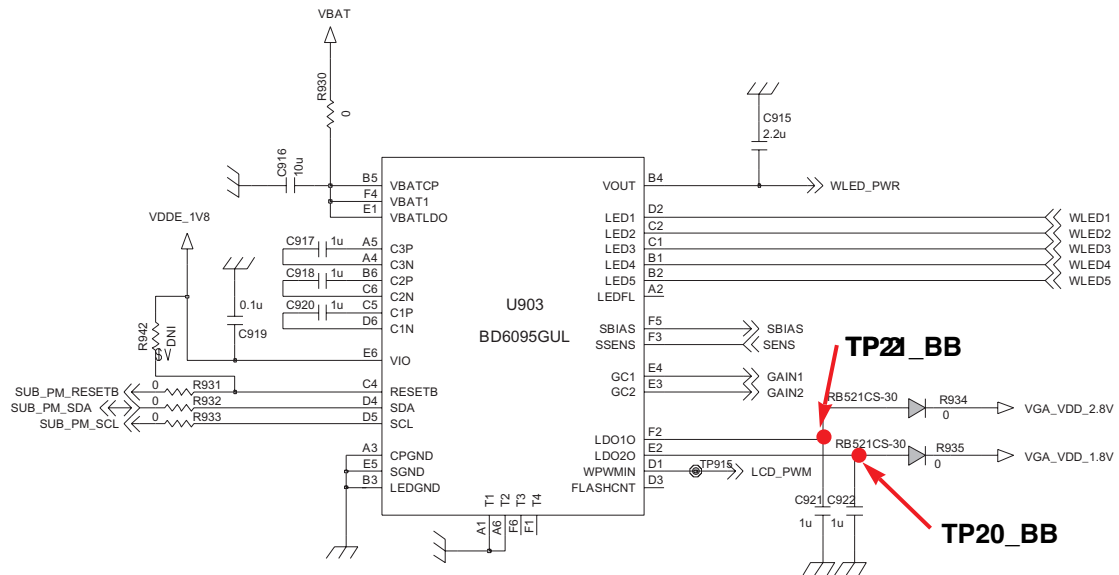 VBAT
R930
0
C916
10u
C915
2.2u
B5 VBATCP
F4 VBAT1
E1 VBATLDO
VOUT B4
WLED_PWR
VDDE_1V8
LED1 D2 WLED1
LED2 C2 WLED2
LED3 C1 WLED3
LED4 B1 WLED4
LED5 B2 WLED5
LEDFL A2
C917 1u A5 C3P
A4 C3N
C918 1u B6 C2P
C6 C2N
C920 1u C5 C1P
D6 C1N
0.1u
C919
U903
BD6095GUL
R942
DNI
E6 VIO
SBIAS F5 SBIAS
SSENS F3 SENS
GC1 E4 GAIN1
GC2 E3 GAIN2
_BB
SUB_PM_RESETB 0 R931 C4 RESETB
SUB_PM_SDA 0 R932 D4 SDA
SUB_PM_SCL 0 R933 D5 SCL
RB521CS-30 R934
0
VGA_VDD_2.8V
LDO1O F2
LDO2O E2
RB521CS-30 R935
0
VGA_VDD_1.8V
WPWMIN D1 TP915 LCD_PWM
FLASHCNT D3
A3 CPGND
E5 SGND
B3 LEDGND
T1 T2 T3 T4
A1 A6 F6 F1
C921 C922
1u 1u
TP20_BB